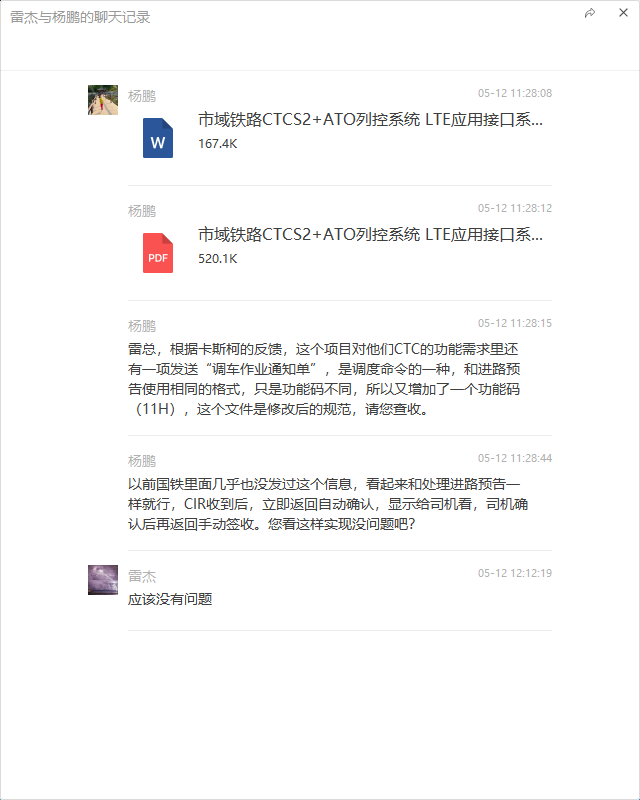 雷杰与杨鹏的聊天记录
杨鹏
05-12 11:28:08
市域铁路CTCS2+ATO列控系统 LTE应用接口系...
W
167.4K
杨鹏
05-12 11:28:12
市域铁路CTCS2+ATO列控系统 LTE应用接口系...
PDF
520.1K
杨鹏
05-12 11:28:15
雷总，根据卡斯柯的反馈，这个项目对他们CTC的功能需求里还
有一项发送“调车作业通知单”，是调度命令的一种，和进路预
告使用相同的格式，只是功能码不同，所以又增加了一个功能码
（11H），这个文件是修改后的规范，请您查收。
杨鹏
05-12 11:28:44
以前国铁里面几乎也没发过这个信息，看起来和处理进路预告一
样就行，CIR收到后，立即返回自动确认，显示给司机看，司机确
认后再返回手动签收。您看这样实现没问题吧？
雷杰
05-12 12:12:19
应该没有问题